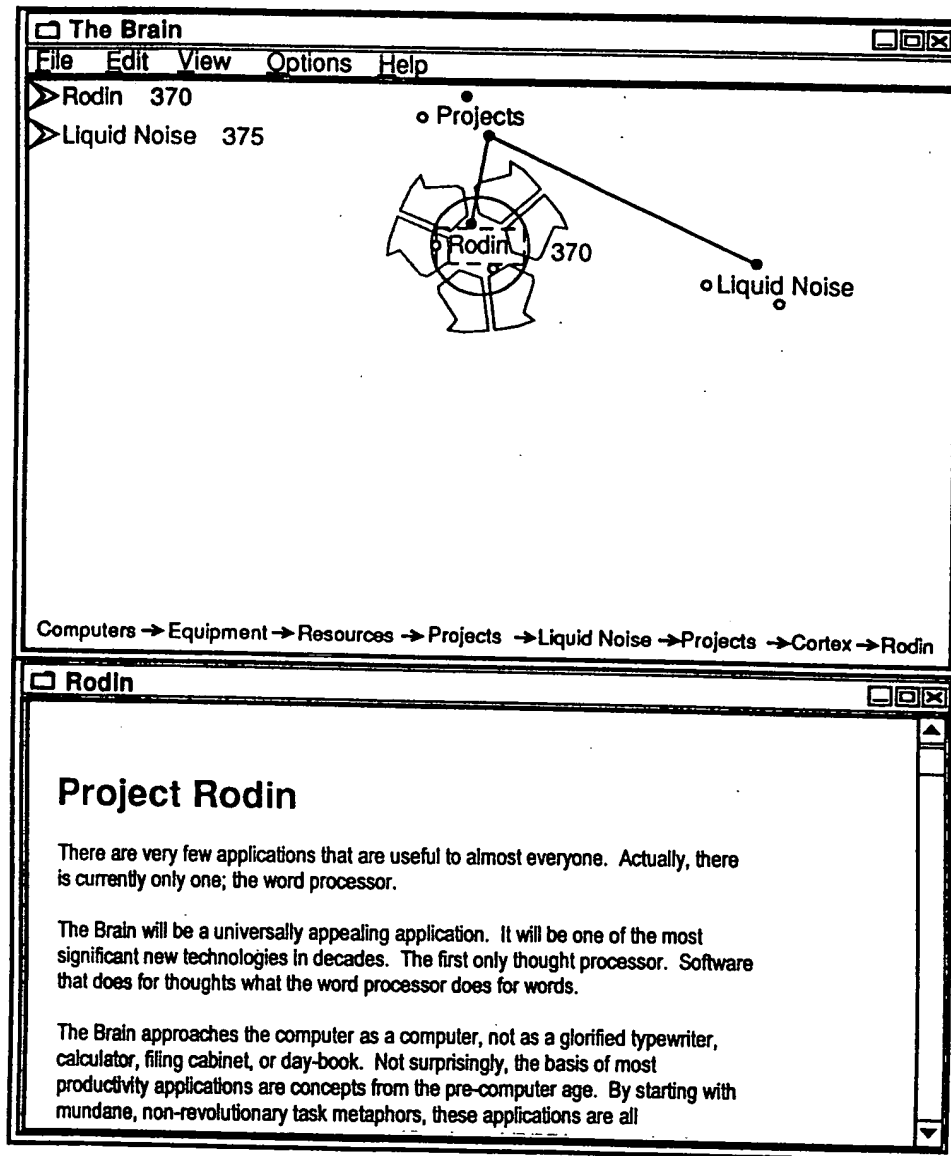 The Brain
File Edit View Options Help
Rodin 370
Liquid Noise 375
Projects
Rodin 370
Liquid Noise
Computers → Equipment → Resources → Projects → Liquid Noise → Projects → Cortex → Rodin
Rodin
Project Rodin
There are very few applications that are useful to almost everyone. Actually, there
is currently only one; the word processor.
The Brain will be a universally appealing application. It will be one of the most
significant new technologies in decades. The first only thought processor. Software
that does for thoughts what the word processor does for words.
The Brain approaches the computer as a computer, not as a glorified typewriter,
calculator, filing cabinet, or day-book. Not surprisingly, the basis of most
productivity applications are concepts from the pre-computer age. By starting with
mundane, non-revolutionary task metaphors, these applications are all